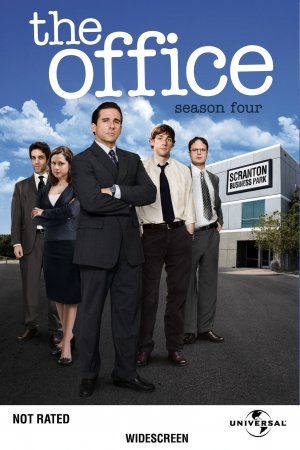 the
office
season four
SCRANTON
BUSINESS PARK
NOT RATED
UNIVERSAL
WIDESCREEN